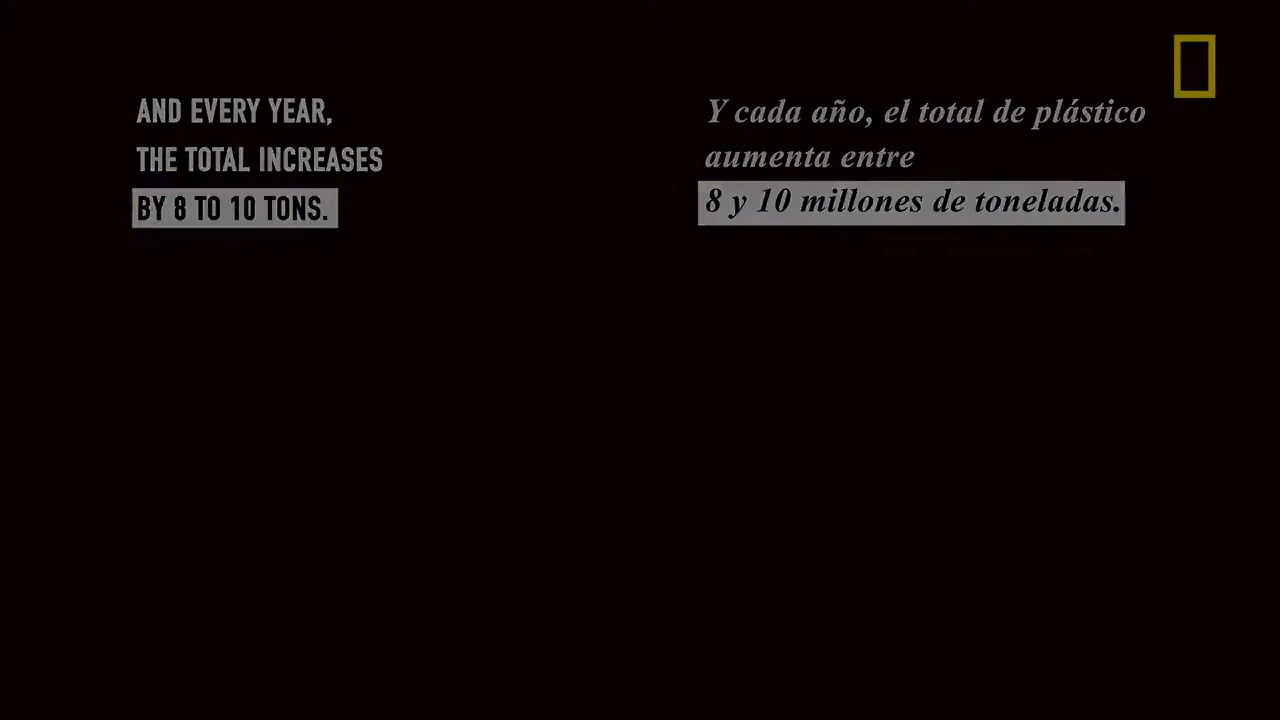 AND EVERY YEAR,
THE TOTAL INCREASES
BY 8 TO 10 TONS.
Y cada año, el total de plástico
aumenta entre
8 y 10 millones de toneladas.